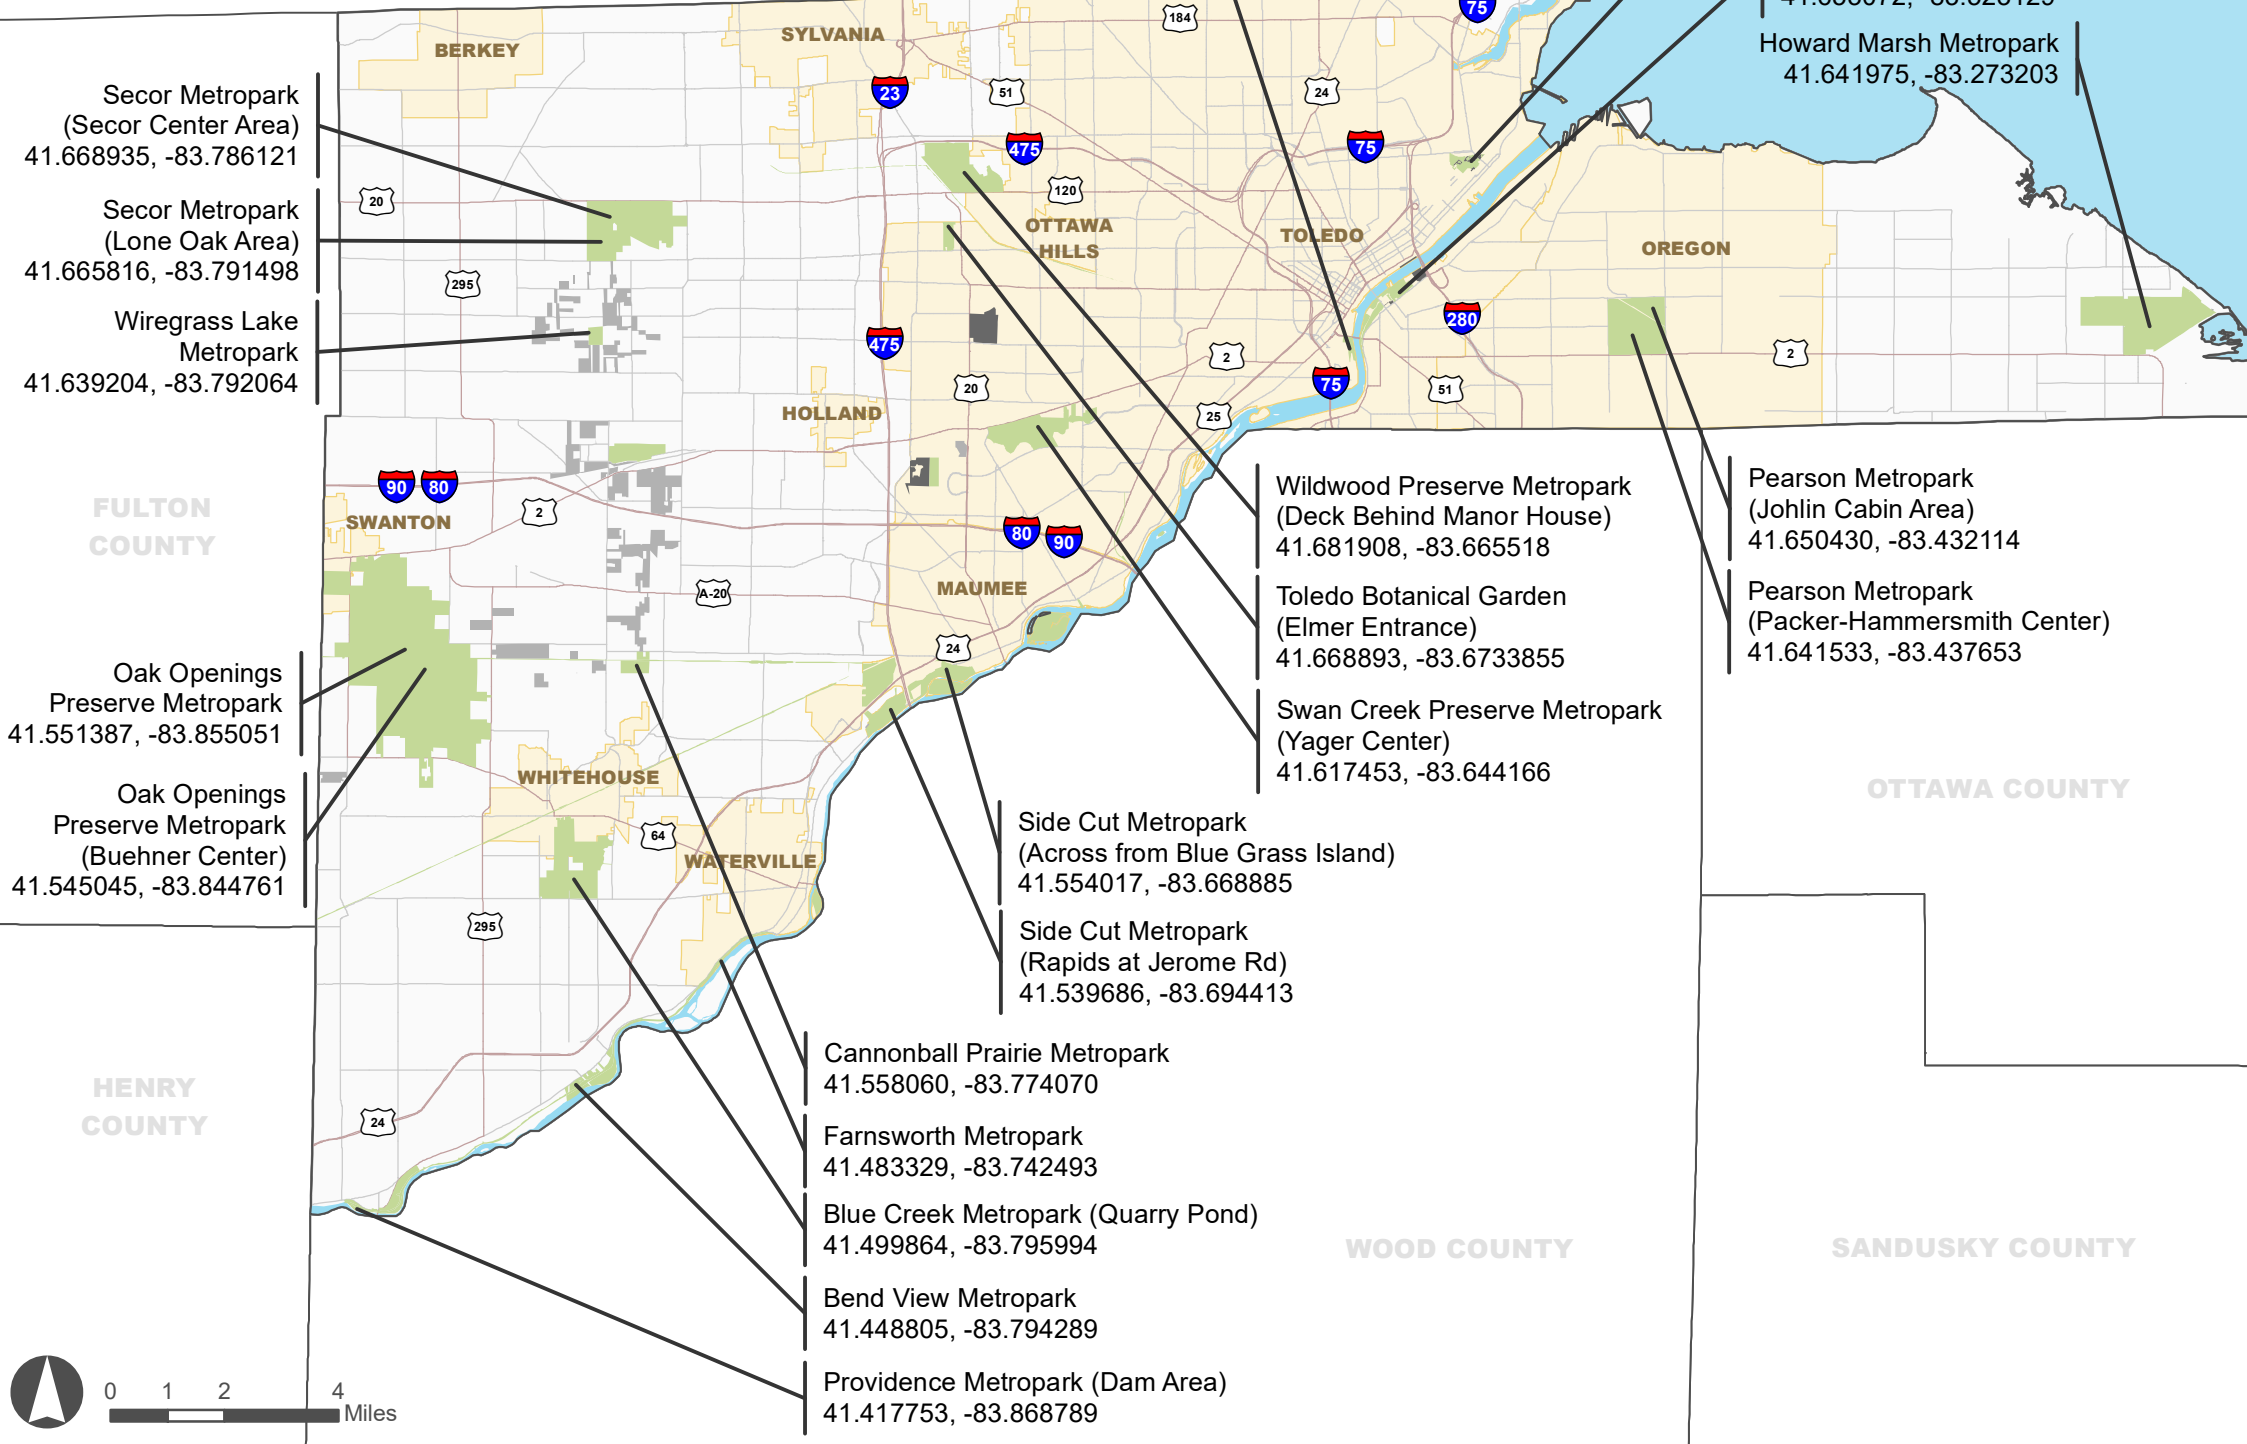 41.656072, -83.528129
Howard Marsh Metropark
41.641975, -83.273203
Secor Metropark
(Secor Center Area)
41.668935, -83.786121
Secor Metropark
(Lone Oak Area)
41.665816, -83.791498
Wiregrass Lake
Metropark
41.639204, -83.792064
Oak Openings
Preserve Metropark
41.551387, -83.855051
Oak Openings
Preserve Metropark
(Buehner Center)
41.545045, -83.844761
Wildwood Preserve Metropark
(Deck Behind Manor House)
41.681908, -83.665518
Toledo Botanical Garden
(Elmer Entrance)
41.668893, -83.6733855
Swan Creek Preserve Metropark
(Yager Center)
41.617453, -83.644166
Pearson Metropark
(Johlin Cabin Area)
41.650430, -83.432114
Pearson Metropark
(Packer-Hammersmith Center)
41.641533, -83.437653
Side Cut Metropark
(Across from Blue Grass Island)
41.554017, -83.668885
Side Cut Metropark
(Rapids at Jerome Rd)
41.539686, -83.694413
Cannonball Prairie Metropark
41.558060, -83.774070
Farnsworth Metropark
41.483329, -83.742493
Blue Creek Metropark (Quarry Pond)
41.499864, -83.795994
Bend View Metropark
41.448805, -83.794289
Providence Metropark (Dam Area)
41.417753, -83.868789
BERKEY
SYLVANIA
OTTAWA
HILLS
TOLEDO
OREGON
HOLLAND
SWANTON
MAUMEE
WHITEHOUSE
WATERVILLE
FULTON
COUNTY
HENRY
COUNTY
WOOD COUNTY
OTTAWA COUNTY
SANDUSKY COUNTY
184
75
23
51
24
475
75
120
20
295
475
280
2
2
20
75
51
25
90
80
2
80
90
A-20
24
64
295
24
0 1 2 4
Miles